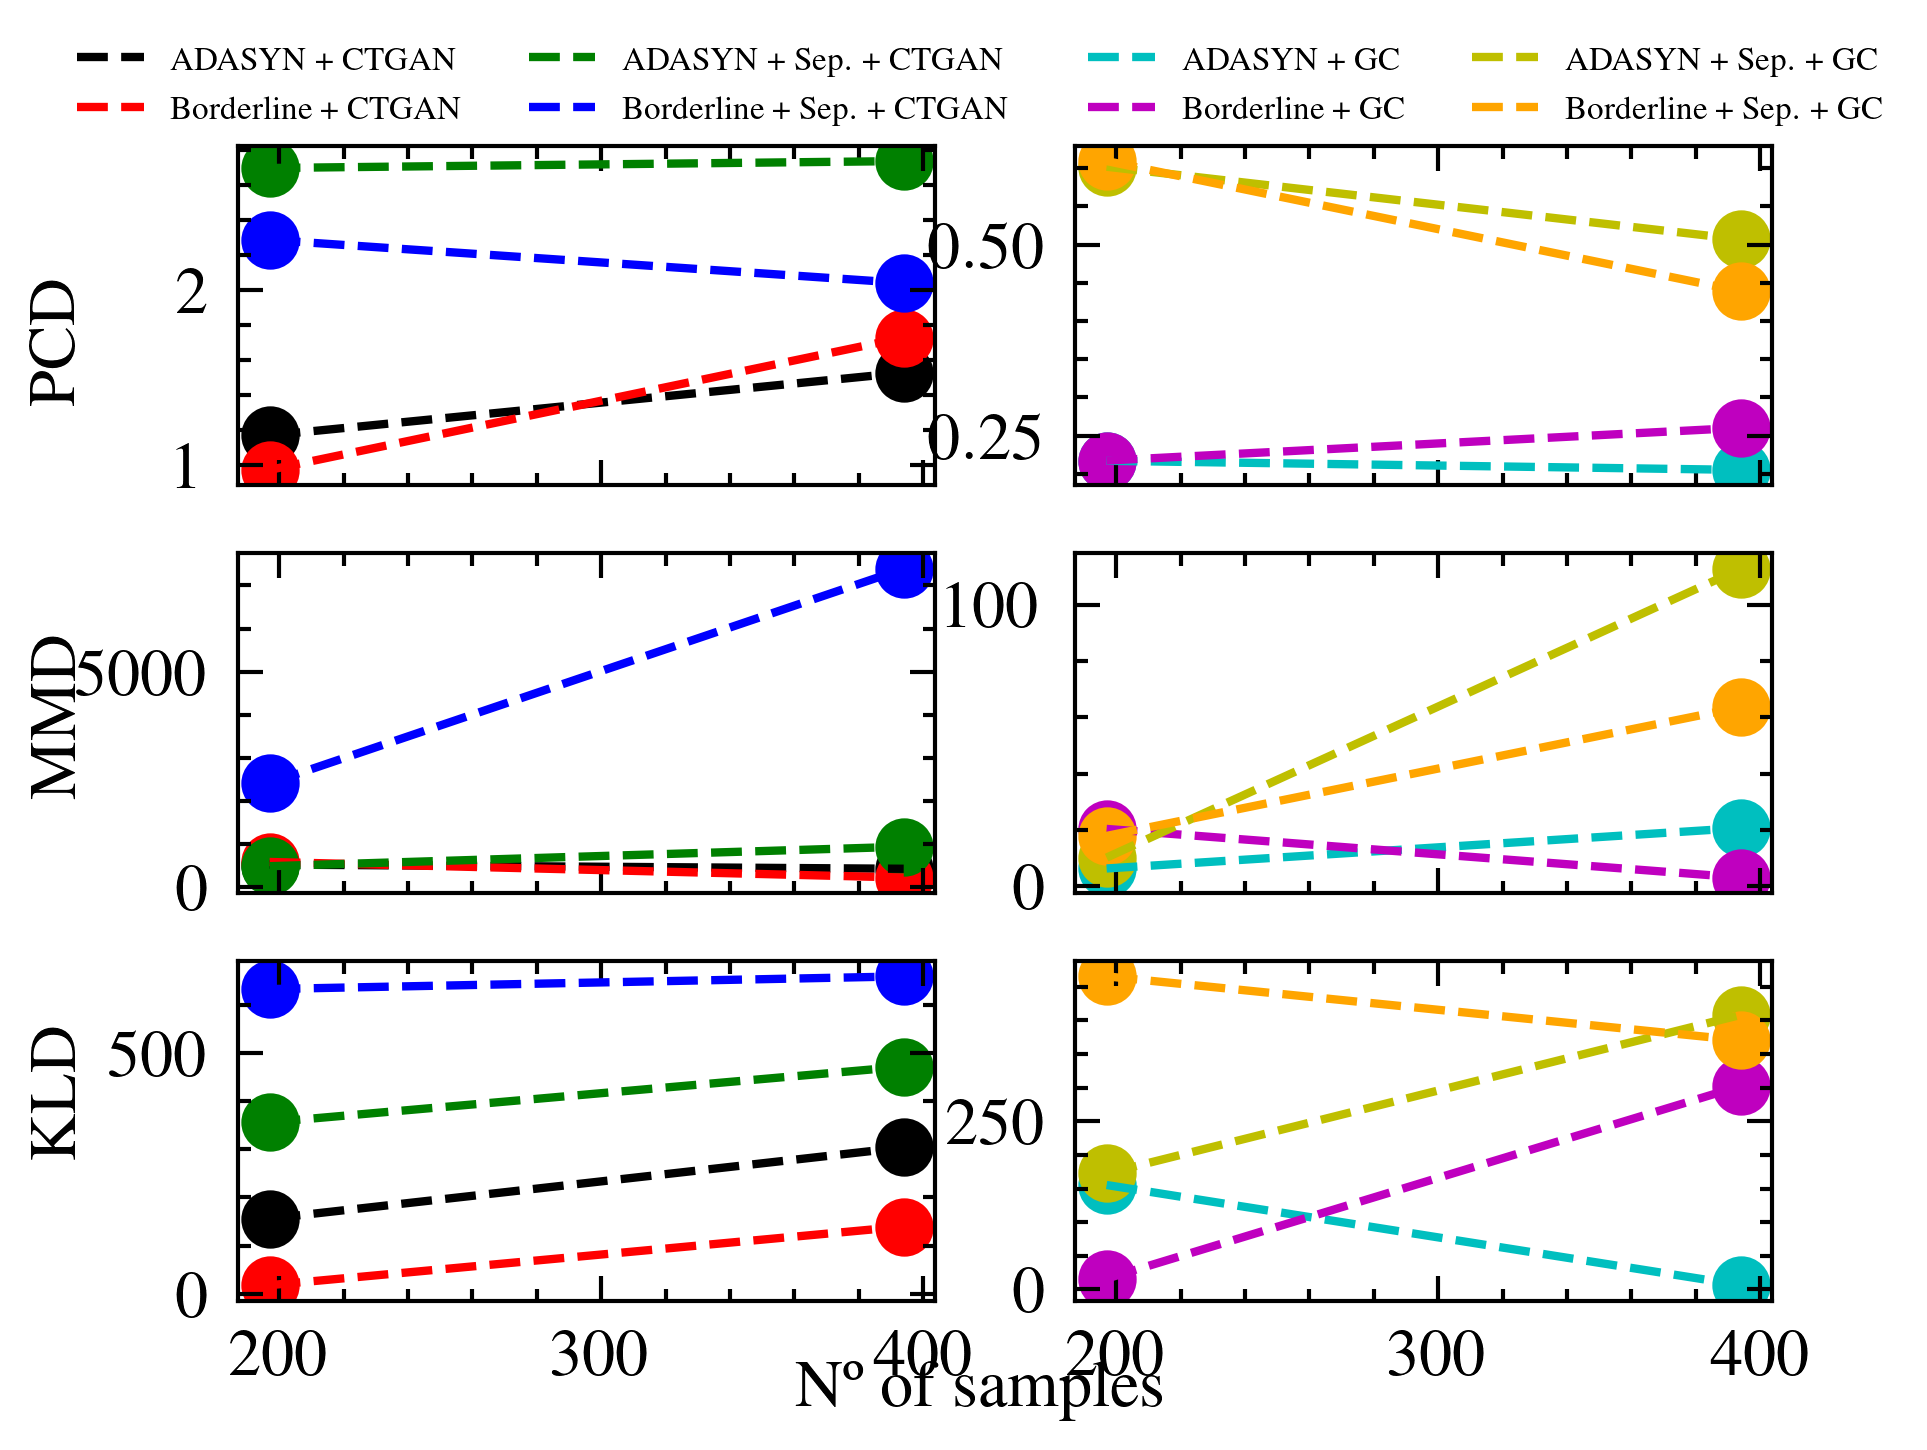 ADASYN + CTGAN
ADASYN + Sep. + CTGAN
ADASYN + GC
ADASYN + Sep. + GC
Borderline + CTGAN
Borderline + Sep. + CTGAN
Borderline + GC
Borderline + Sep. + GC
PCD
2
1
0.50
0.25
MMD
5000
0
100
0
KLD
500
0
250
0
200 300 400
200 300 400
Nº of samples